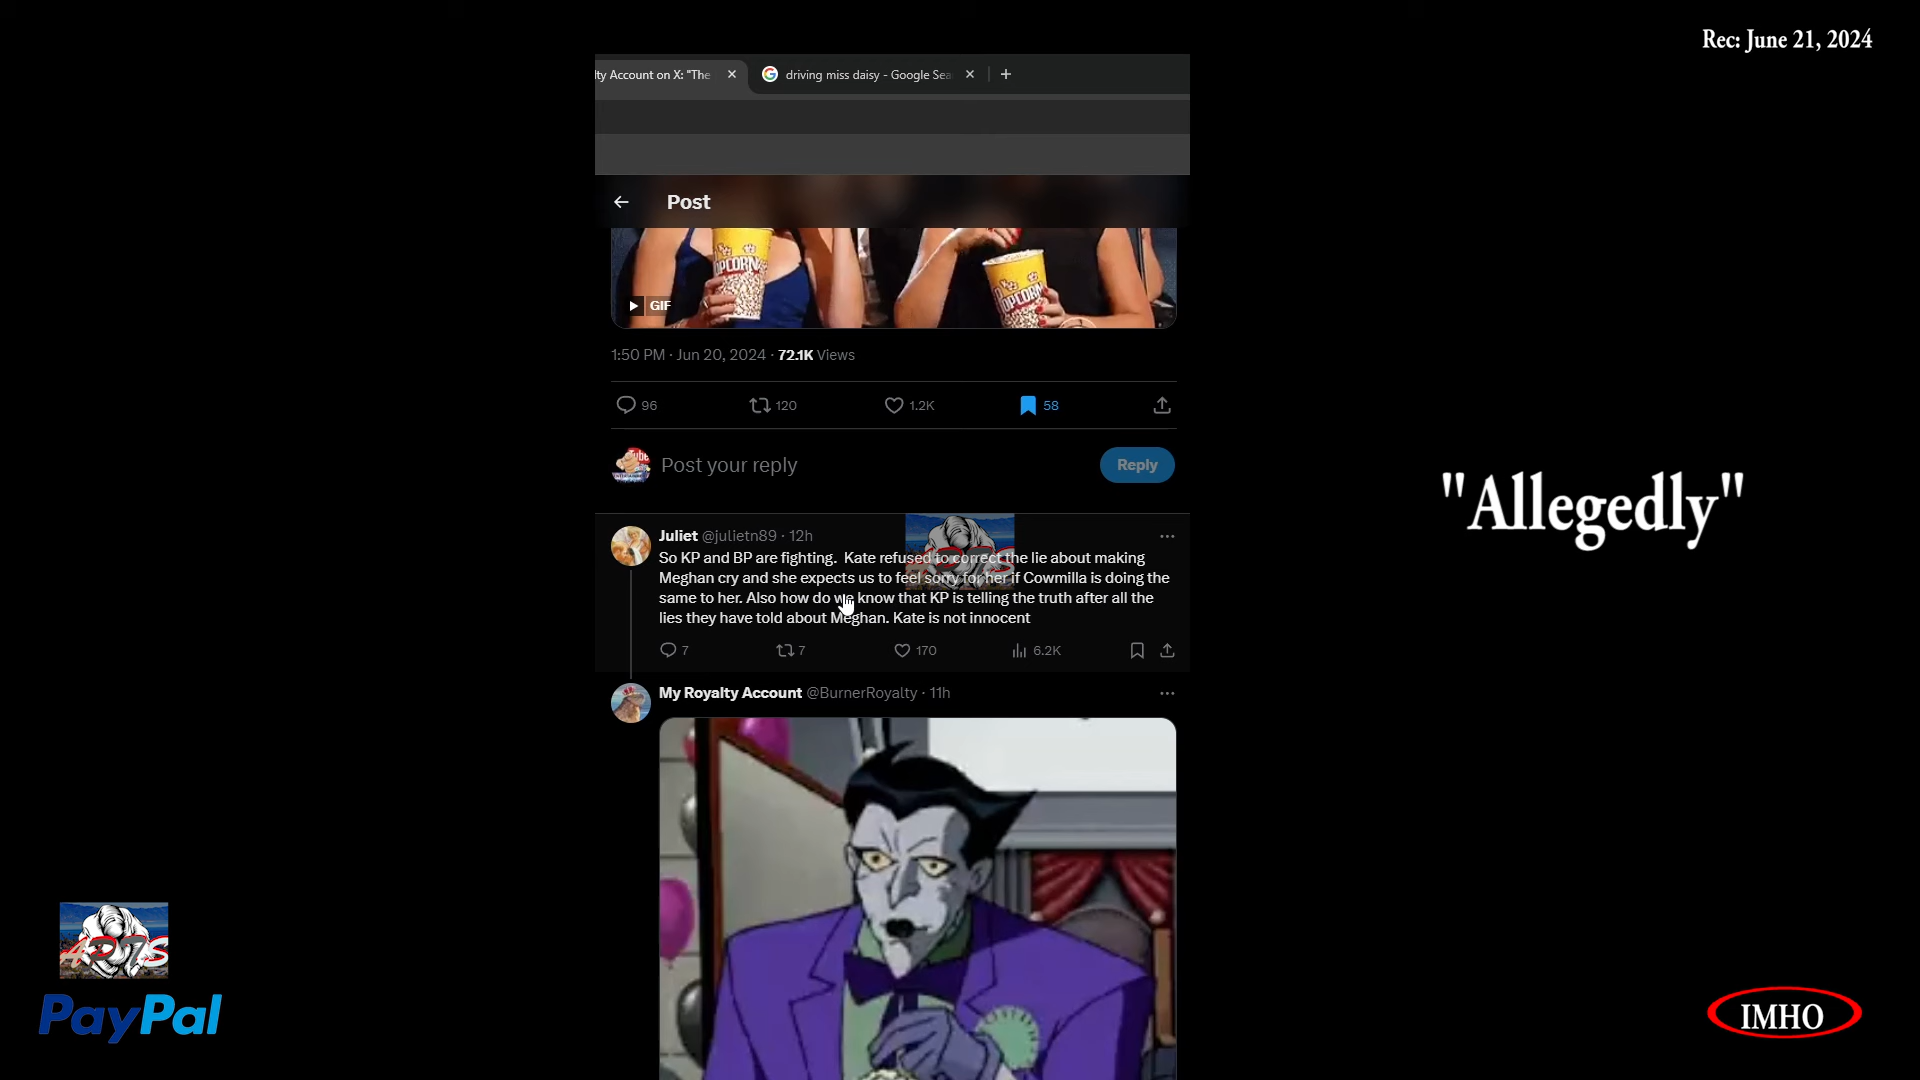 Rec: June 21, 2024
lty Account on X: "The
driving miss daisy - Google Sea
Post
POPCORN
OPCORN
GIF
1:50 PM · Jun 20, 2024 · 72.1K Views
96 120 1.2K 58
Post your reply
Reply
"Allegedly"
Juliet @julietn89 · 12h
So KP and BP are fighting. Kate refused to correct the lie about making
Meghan cry and she expects us to feel sorry for her if Cowmilla is doing the
same to her. Also how do we know that KP is telling the truth after all the
lies they have told about Meghan. Kate is not innocent
7 7 170 6.2K
My Royalty Account @BurnerRoyalty · 11h
PayPal
IMHO